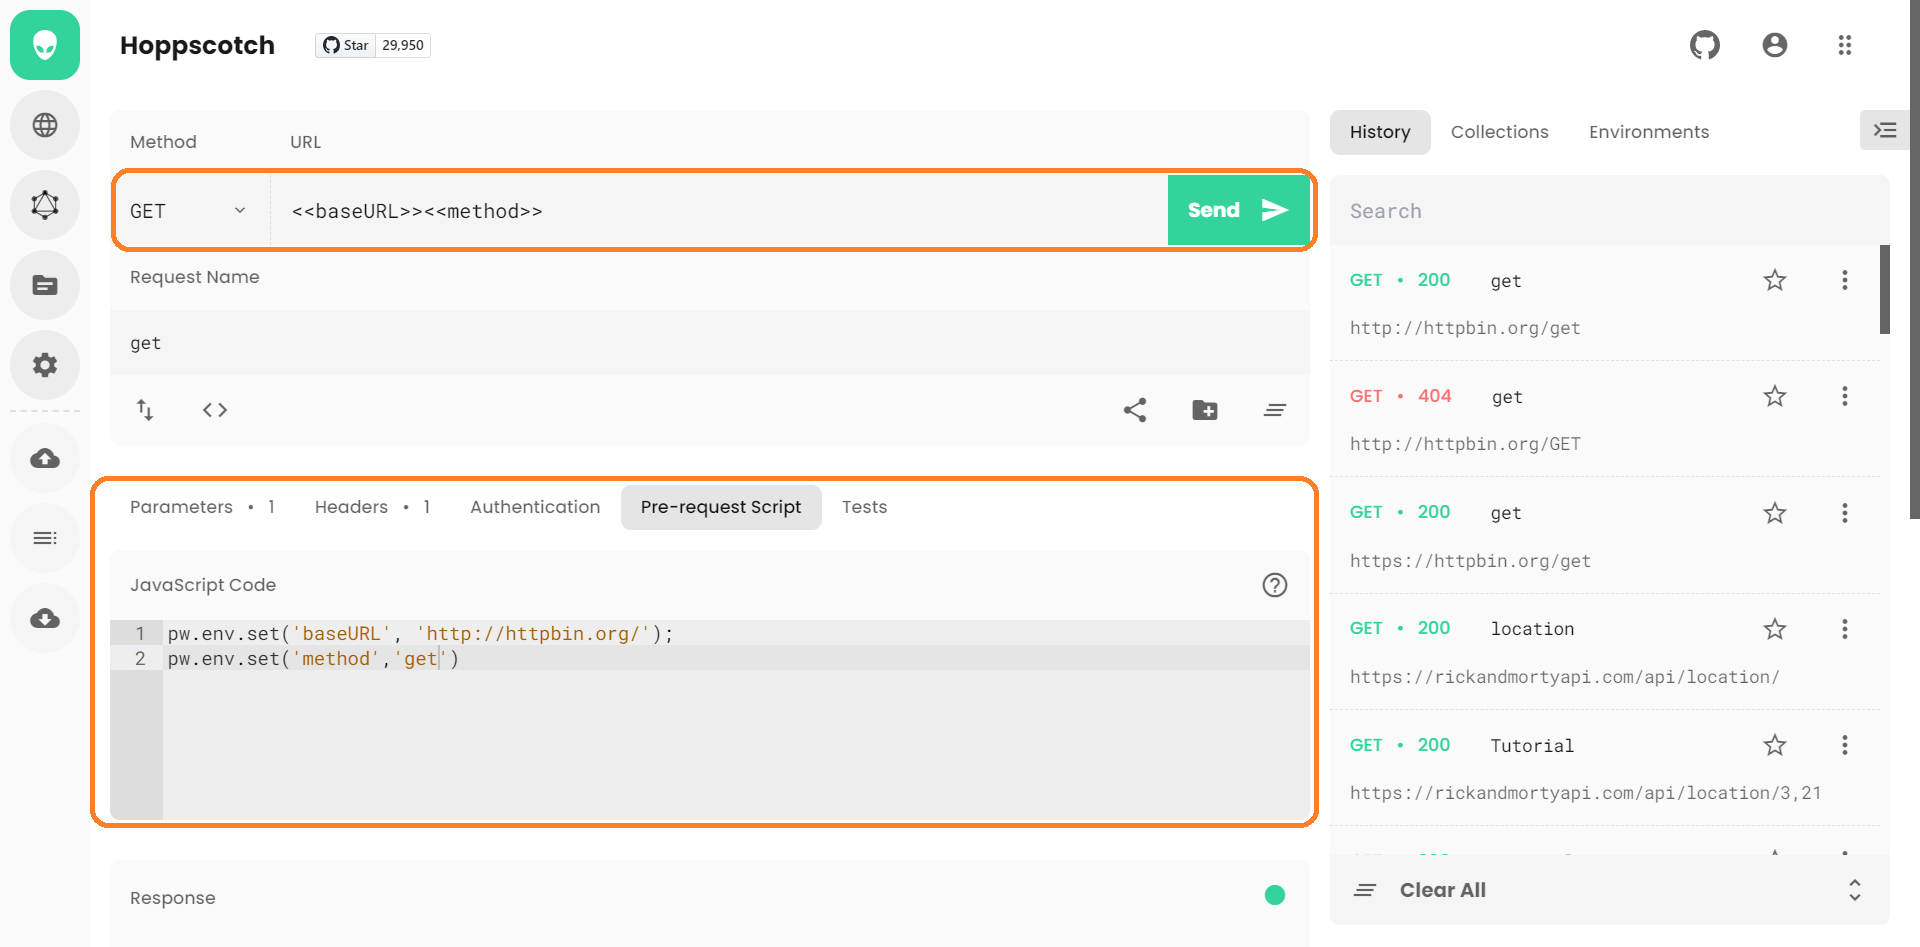 Hoppscotch
Star 29,950
Method URL
GET <<baseURL>><<method>> Send
Request Name
get
Parameters • 1 Headers • 1 Authentication Pre-request Script Tests
JavaScript Code
1 pw.env.set('baseURL', 'http://httpbin.org/');
2 pw.env.set('method','get')
Response
History Collections Environments
Search
GET • 200 get
http://httpbin.org/get
GET • 404 get
http://httpbin.org/GET
GET • 200 get
https://httpbin.org/get
GET • 200 location
https://rickandmortyapi.com/api/location/
GET • 200 Tutorial
https://rickandmortyapi.com/api/location/3,21
Clear All